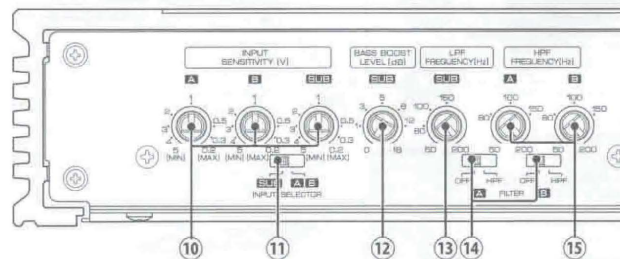 INPUT SENSITIVITY (V)
BASS BOOST LEVEL (dB)
LPF FREQUENCY(Hz)
HPF FREQUENCY(Hz)
A B SUB SUB SUB A B
1 2 3 4 5 (MIN) 0.5 0.3 0.2 (MAX)
1 2 3 4 5 (MIN) 0.5 0.3 0.2 (MAX)
1 2 3 4 5 (MIN) 0.5 0.3 0.2 (MAX)
0 1 3 5 8 12 18
50 80 100 150 200
50 80 100 150 200
50 80 100 150 200
SUB A B
INPUT SELECTOR
OFF HPF OFF HPF
A FILTER B
10 11 12 13 14 15